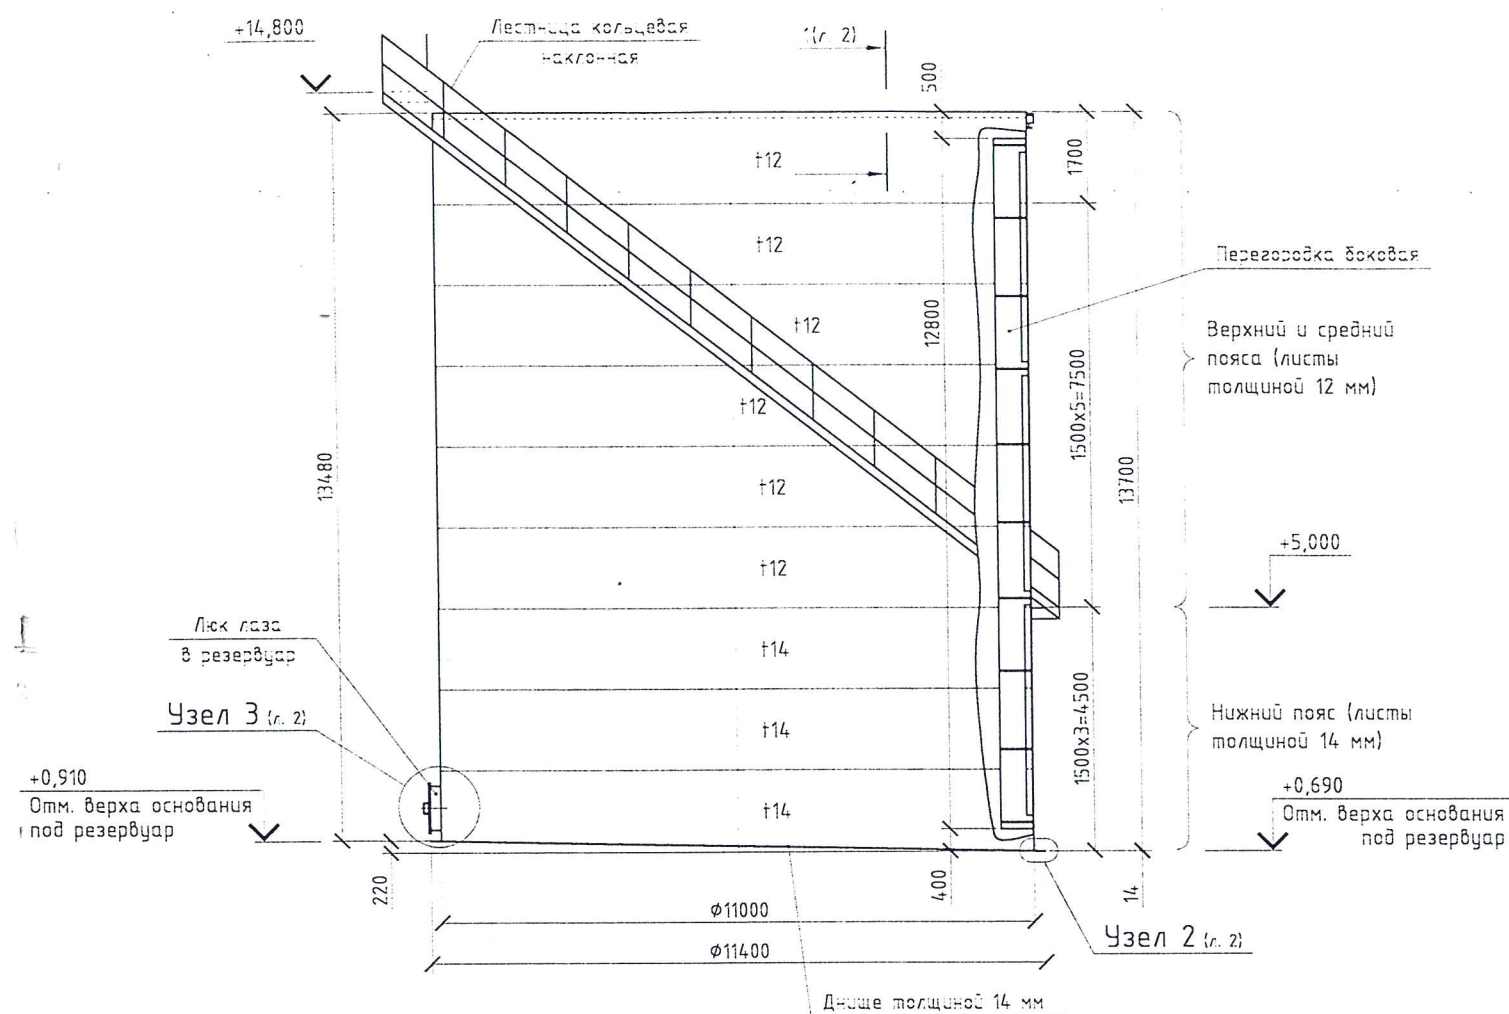 +14,800
Лестница кольцевая
наклонная
1(л. 2)
500
1700
t12
t12
t12
t12
t12
t12
t14
t14
t14
12800
1500x5=7500
1500x3=4500
13700
13480
Перегородка боковая
Верхний и средний
пояса (листы
толщиной 12 мм)
+5,000
Люк лаза
в резервуар
Узел 3 (л. 2)
Нижний пояс (листы
толщиной 14 мм)
+0,910
Отм. верха основания
под резервуар
+0,690
Отм. верха основания
под резервуар
220
400
14
Ø11000
Ø11400
Узел 2 (л. 2)
Днище толщиной 14 мм